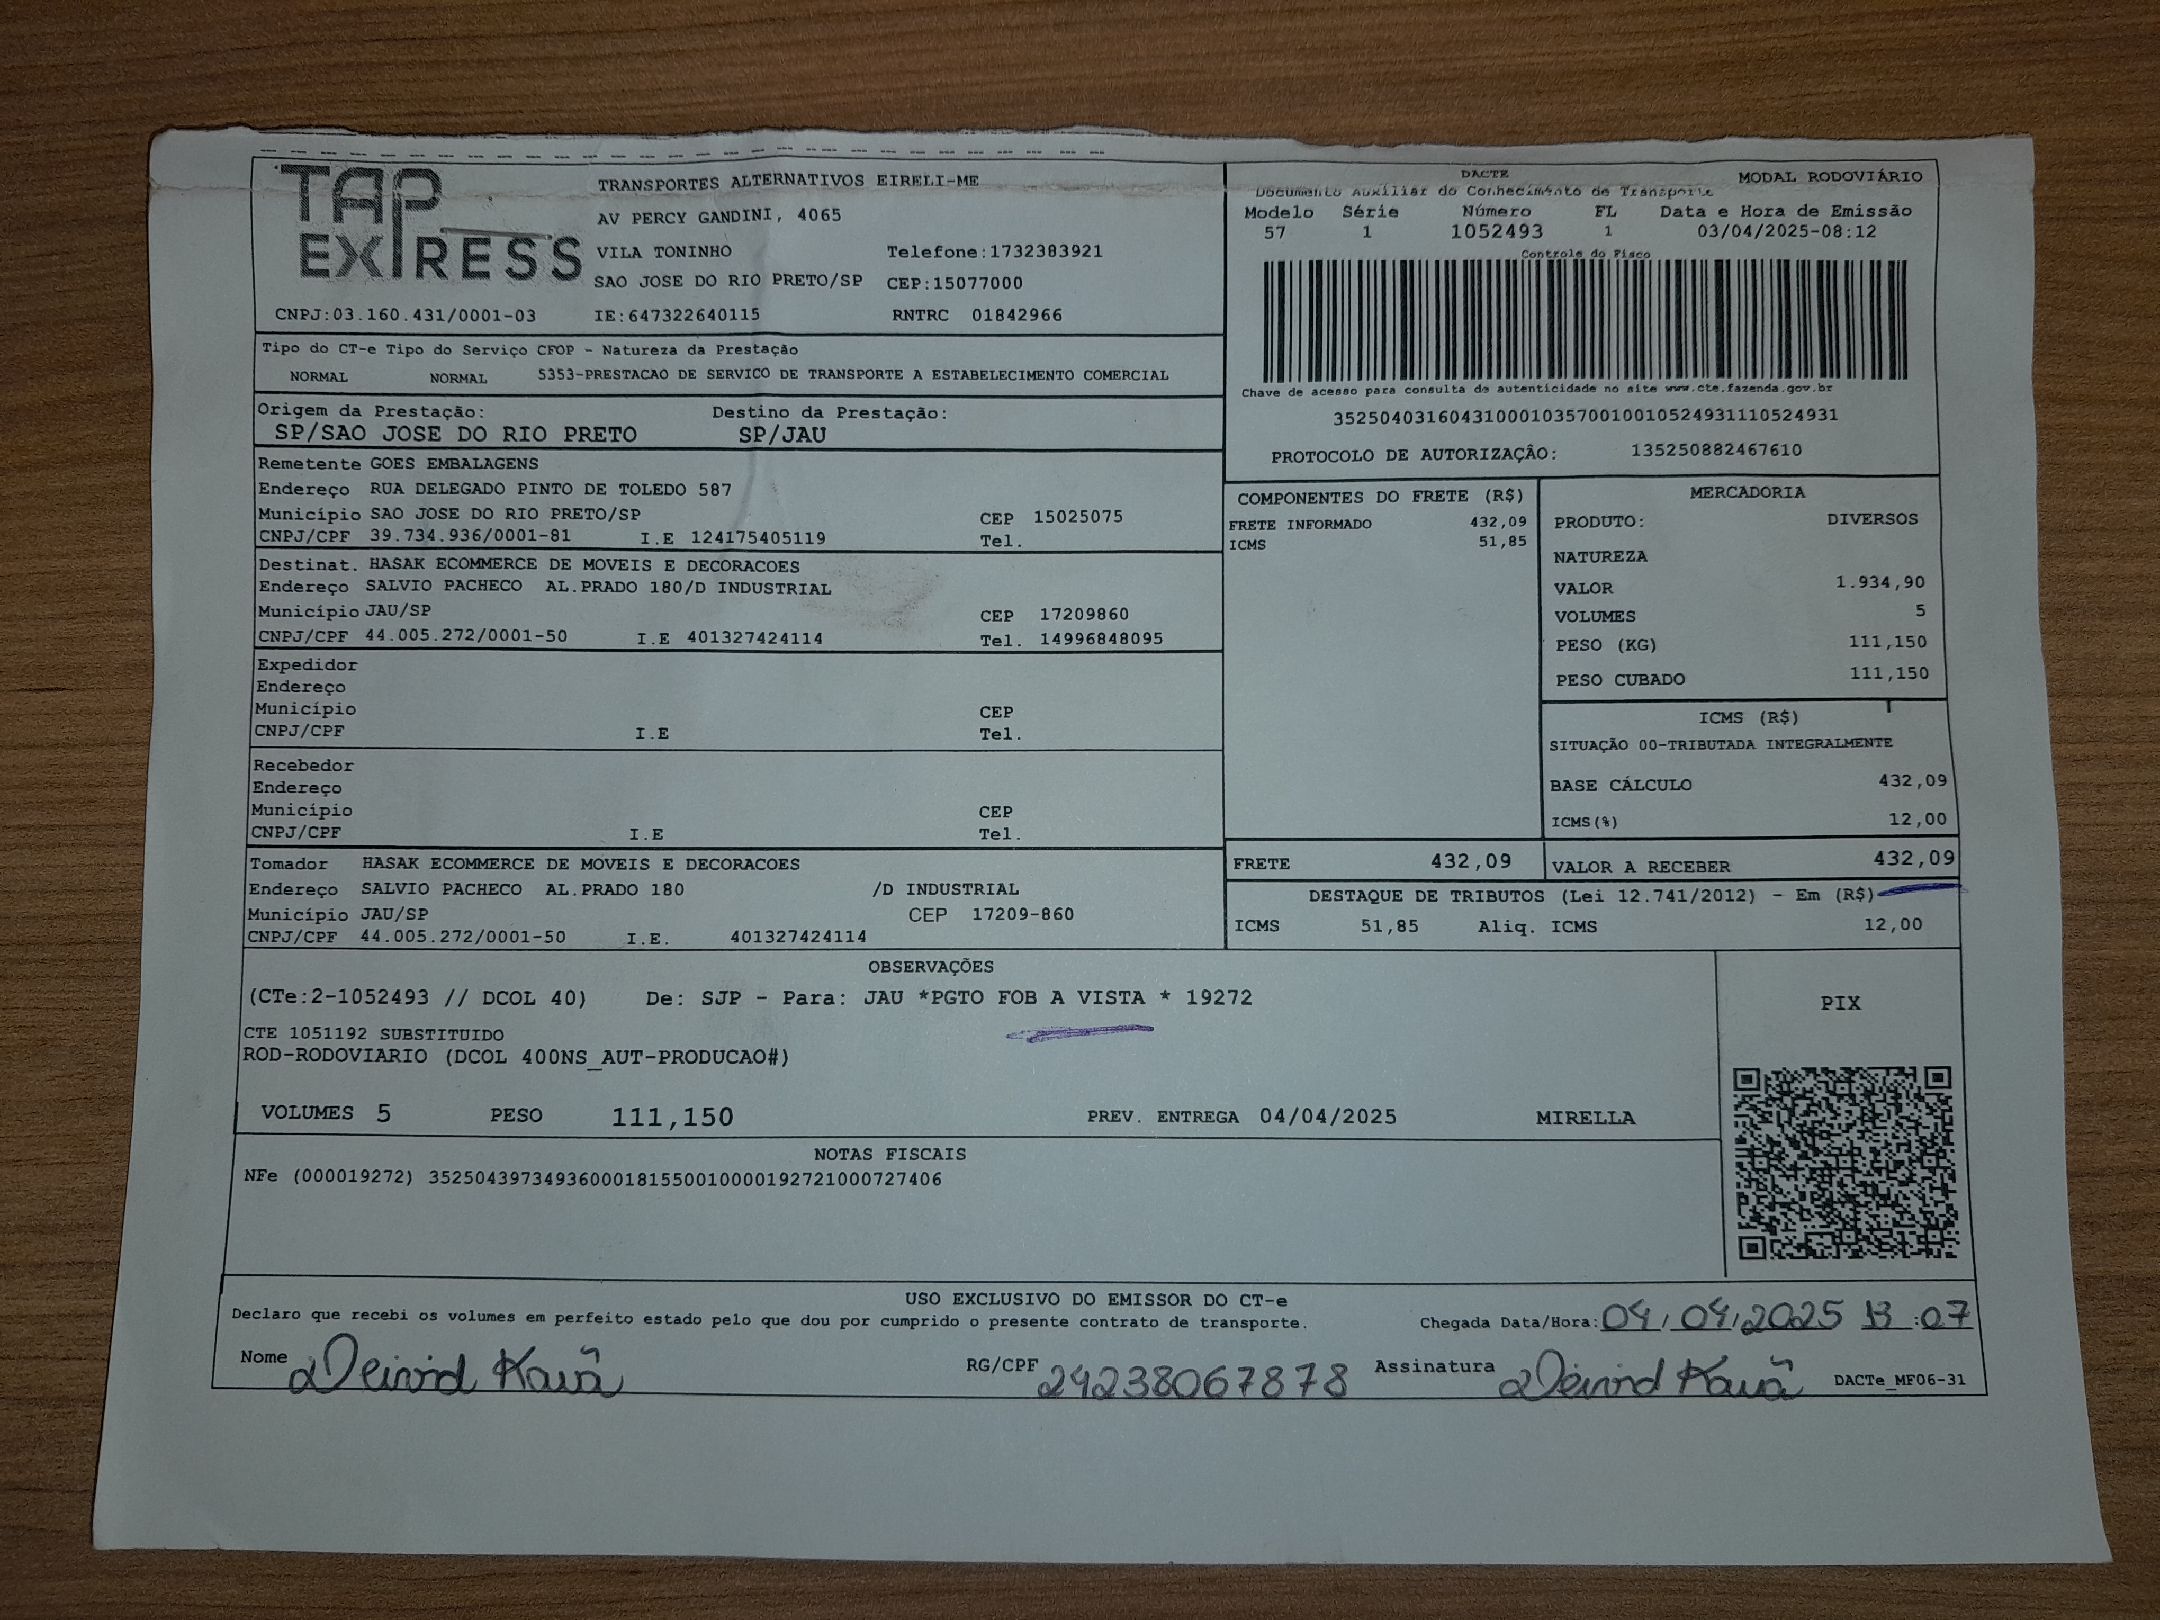 TAP EXPRESS
TRANSPORTES ALTERNATIVOS EIRELI-ME
AV PERCY GANDINI, 4065
VILA TONINHO Telefone:1732383921
SAO JOSE DO RIO PRETO/SP CEP:15077000
CNPJ:03.160.431/0001-03 IE:647322640115 RNTRC 01842966
DACTE MODAL RODOVIÁRIO
Documento Auxiliar do Conhecimento de Transporte
Modelo Série Número FL Data e Hora de Emissão
57 1 1052493 1 03/04/2025-08:12
Controle do Fisco
Chave de acesso para consulta de autenticidade no site www.cte.fazenda.gov.br
35250403160431000103570010010524931110524931
PROTOCOLO DE AUTORIZAÇÃO: 135250882467610
Tipo do CT-e Tipo do Serviço CFOP - Natureza da Prestação
NORMAL NORMAL 5353-PRESTACAO DE SERVICO DE TRANSPORTE A ESTABELECIMENTO COMERCIAL
Origem da Prestação: Destino da Prestação:
SP/SAO JOSE DO RIO PRETO SP/JAU
Remetente GOES EMBALAGENS
Endereço RUA DELEGADO PINTO DE TOLEDO 587
Município SAO JOSE DO RIO PRETO/SP CEP 15025075
CNPJ/CPF 39.734.936/0001-81 I.E 124175405119 Tel.
Destinat. HASAK ECOMMERCE DE MOVEIS E DECORACOES
Endereço SALVIO PACHECO AL.PRADO 180/D INDUSTRIAL
Município JAU/SP CEP 17209860
CNPJ/CPF 44.005.272/0001-50 I.E 401327424114 Tel. 14996848095
Expedidor
Endereço
Município CEP
CNPJ/CPF I.E Tel.
Recebedor
Endereço
Município CEP
CNPJ/CPF I.E Tel.
Tomador HASAK ECOMMERCE DE MOVEIS E DECORACOES
Endereço SALVIO PACHECO AL.PRADO 180 /D INDUSTRIAL
Município JAU/SP CEP 17209-860
CNPJ/CPF 44.005.272/0001-50 I.E. 401327424114
COMPONENTES DO FRETE (R$)
FRETE INFORMADO 432,09
ICMS 51,85
MERCADORIA
PRODUTO: DIVERSOS
NATUREZA
VALOR 1.934,90
VOLUMES 5
PESO (KG) 111,150
PESO CUBADO 111,150
ICMS (R$)
SITUAÇÃO 00-TRIBUTADA INTEGRALMENTE
BASE CÁLCULO 432,09
ICMS(%) 12,00
FRETE 432,09 VALOR A RECEBER 432,09
DESTAQUE DE TRIBUTOS (Lei 12.741/2012) - Em (R$)
ICMS 51,85 Aliq. ICMS 12,00
OBSERVAÇÕES
(CTe:2-1052493 // DCOL 40) De: SJP - Para: JAU *PGTO FOB A VISTA * 19272
CTE 1051192 SUBSTITUIDO
ROD-RODOVIARIO (DCOL 400NS_AUT-PRODUCAO#)
PIX
VOLUMES 5 PESO 111,150 PREV. ENTREGA 04/04/2025 MIRELLA
NOTAS FISCAIS
NFe (000019272) 35250439734936000181550010000192721000727406
USO EXCLUSIVO DO EMISSOR DO CT-e
Declaro que recebi os volumes em perfeito estado pelo que dou por cumprido o presente contrato de transporte. Chegada Data/Hora: 04/04/2025 13:07
Nome Deivid Kauã RG/CPF 24238067878 Assinatura Deivid Kauã DACTe_MF06-31